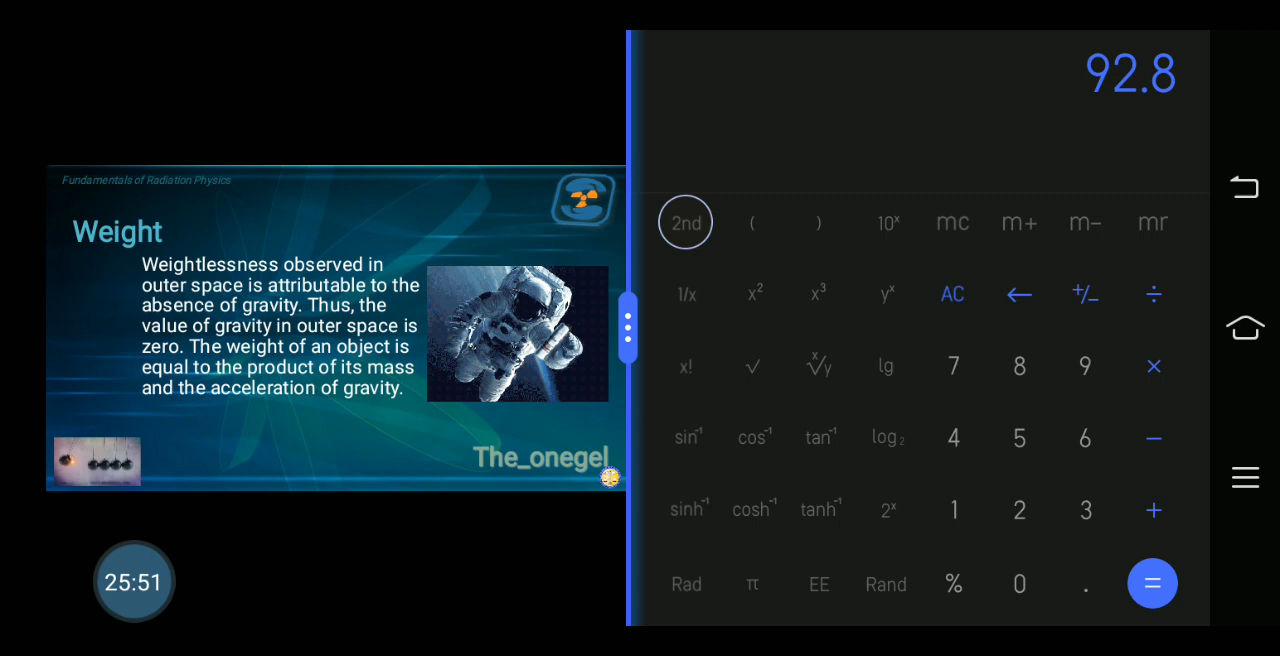 Fundamentals of Radiation Physics
Weight
Weightlessness observed in
outer space is attributable to the
absence of gravity. Thus, the
value of gravity in outer space is
zero. The weight of an object is
equal to the product of its mass
and the acceleration of gravity.
The_onegel
25:51
92.8
2nd ( ) 10ˣ mc m+ m− mr
1/x x² x³ yˣ AC ← +/− ÷
x! √ ˣ√y lg 7 8 9 ×
sin⁻¹ cos⁻¹ tan⁻¹ log₂ 4 5 6 −
sinh⁻¹ cosh⁻¹ tanh⁻¹ 2ˣ 1 2 3 +
Rad π EE Rand % 0 . =